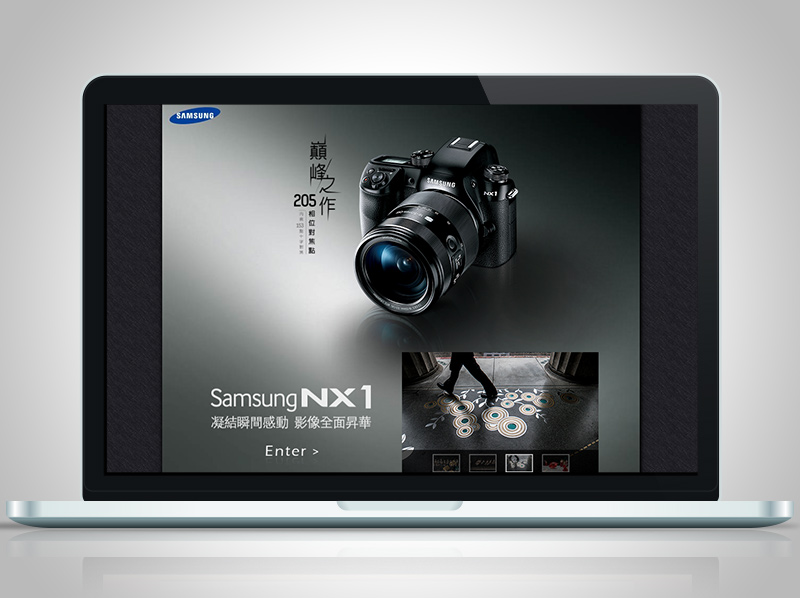 SAMSUNG
巔峰之作
205 相位對焦點
SAMSUNG
NX1
Samsung NX1
凝結瞬間感動 影像全面昇華
Enter >